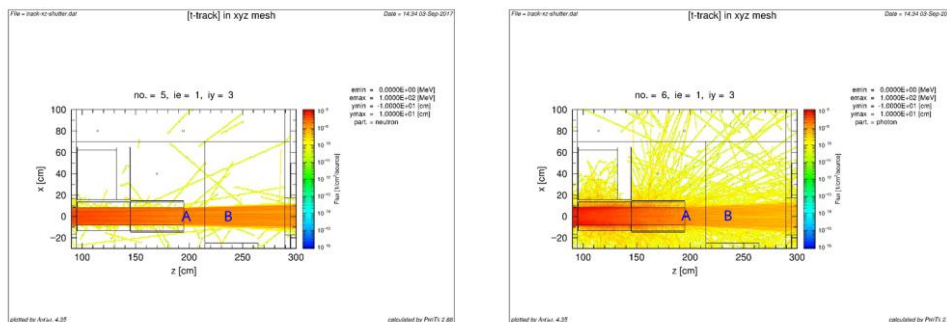 File = track-xz-shutter.dat
[t-track] in xyz mesh
Date = 14:34 03-Sep-2017
no. = 5, ie = 1, iy = 3
emin = 0.0000E+00 [MeV]
emax = 1.0000E+02 [MeV]
ymin = -1.0000E+01 [cm]
ymax = 1.0000E+01 [cm]
part. = neutron
100
80
60
40
20
0
−20
x [cm]
A
B
100
150
200
250
300
z [cm]
Flux [1/cm²/source]
plotted by
4.35
calculated by
2.88
File = track-xz-shutter.dat
[t-track] in xyz mesh
Date = 14:34 03-Sep-20
no. = 6, ie = 1, iy = 3
emin = 0.0000E+00 [MeV]
emax = 1.0000E+02 [MeV]
ymin = -1.0000E+01 [cm]
ymax = 1.0000E+01 [cm]
part. = photon
100
80
60
40
20
0
−20
x [cm]
A
B
100
150
200
250
300
z [cm]
Flux [1/cm²/source]
plotted by
4.35
calculated by